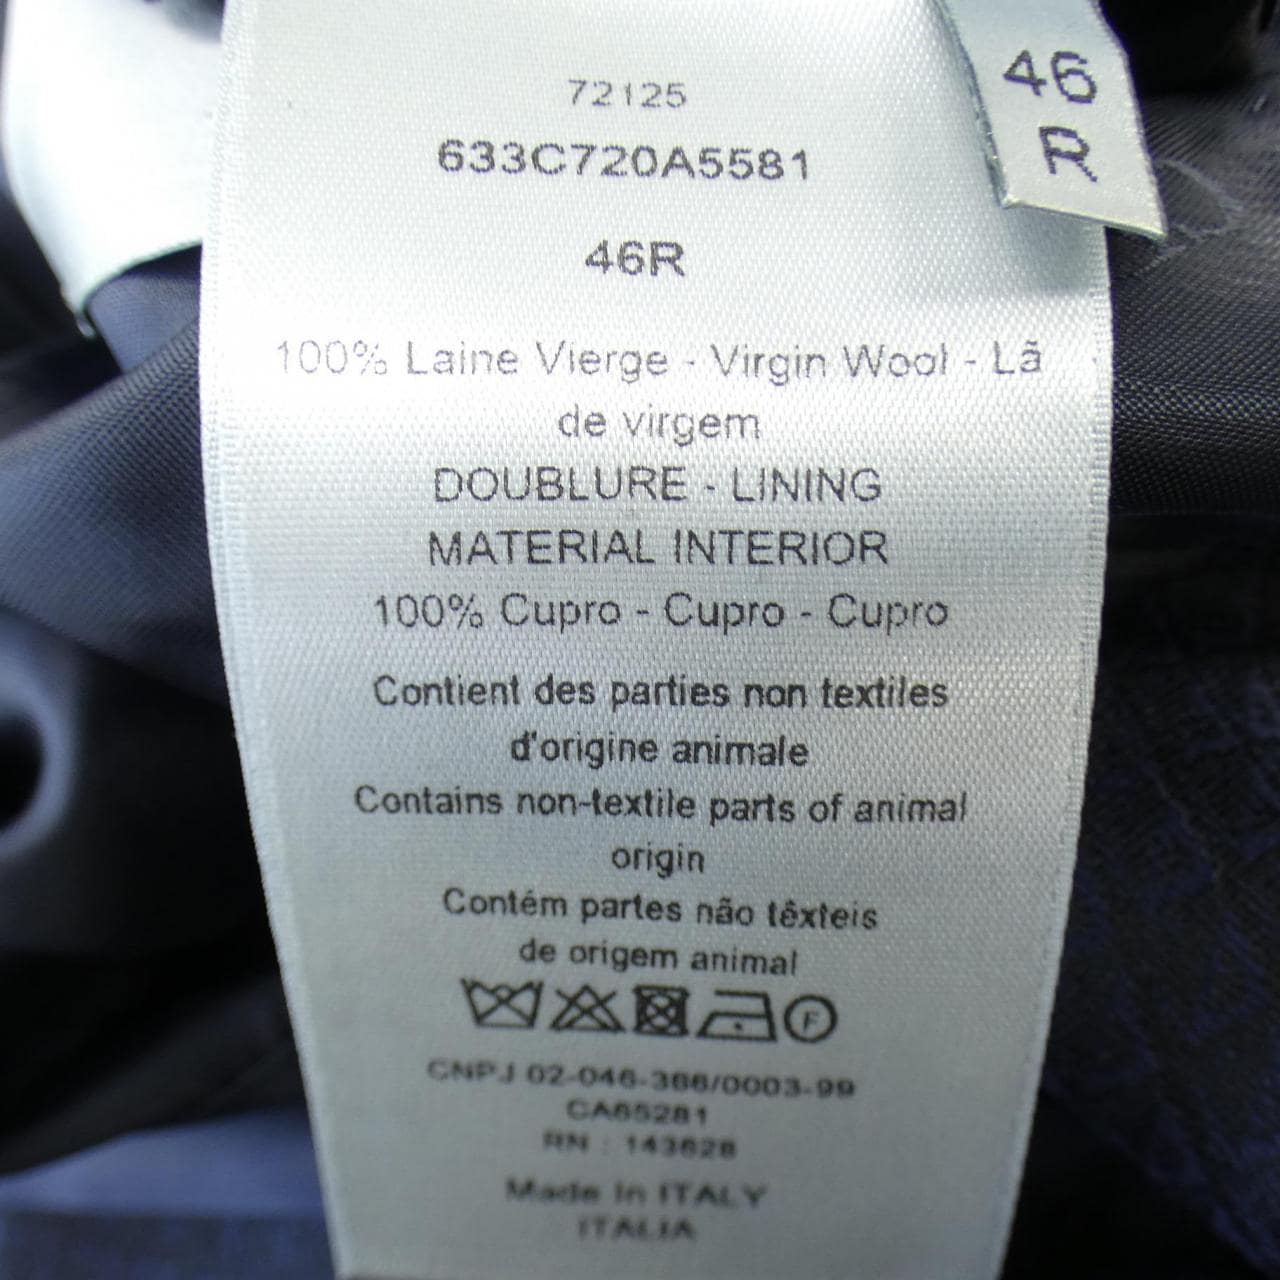 72125
633C720A5581
46R
100% Laine Vierge - Virgin Wool - Lã
de virgem
DOUBLURE - LINING
MATERIAL INTERIOR
100% Cupro - Cupro - Cupro
Contient des parties non textiles
d'origine animale
Contains non-textile parts of animal
origin
Contém partes não têxteis
de origem animal
F
CNPJ 02-046-366/0003-99
CA65281
RN : 143628
Made In ITALY
ITALIA
46
R